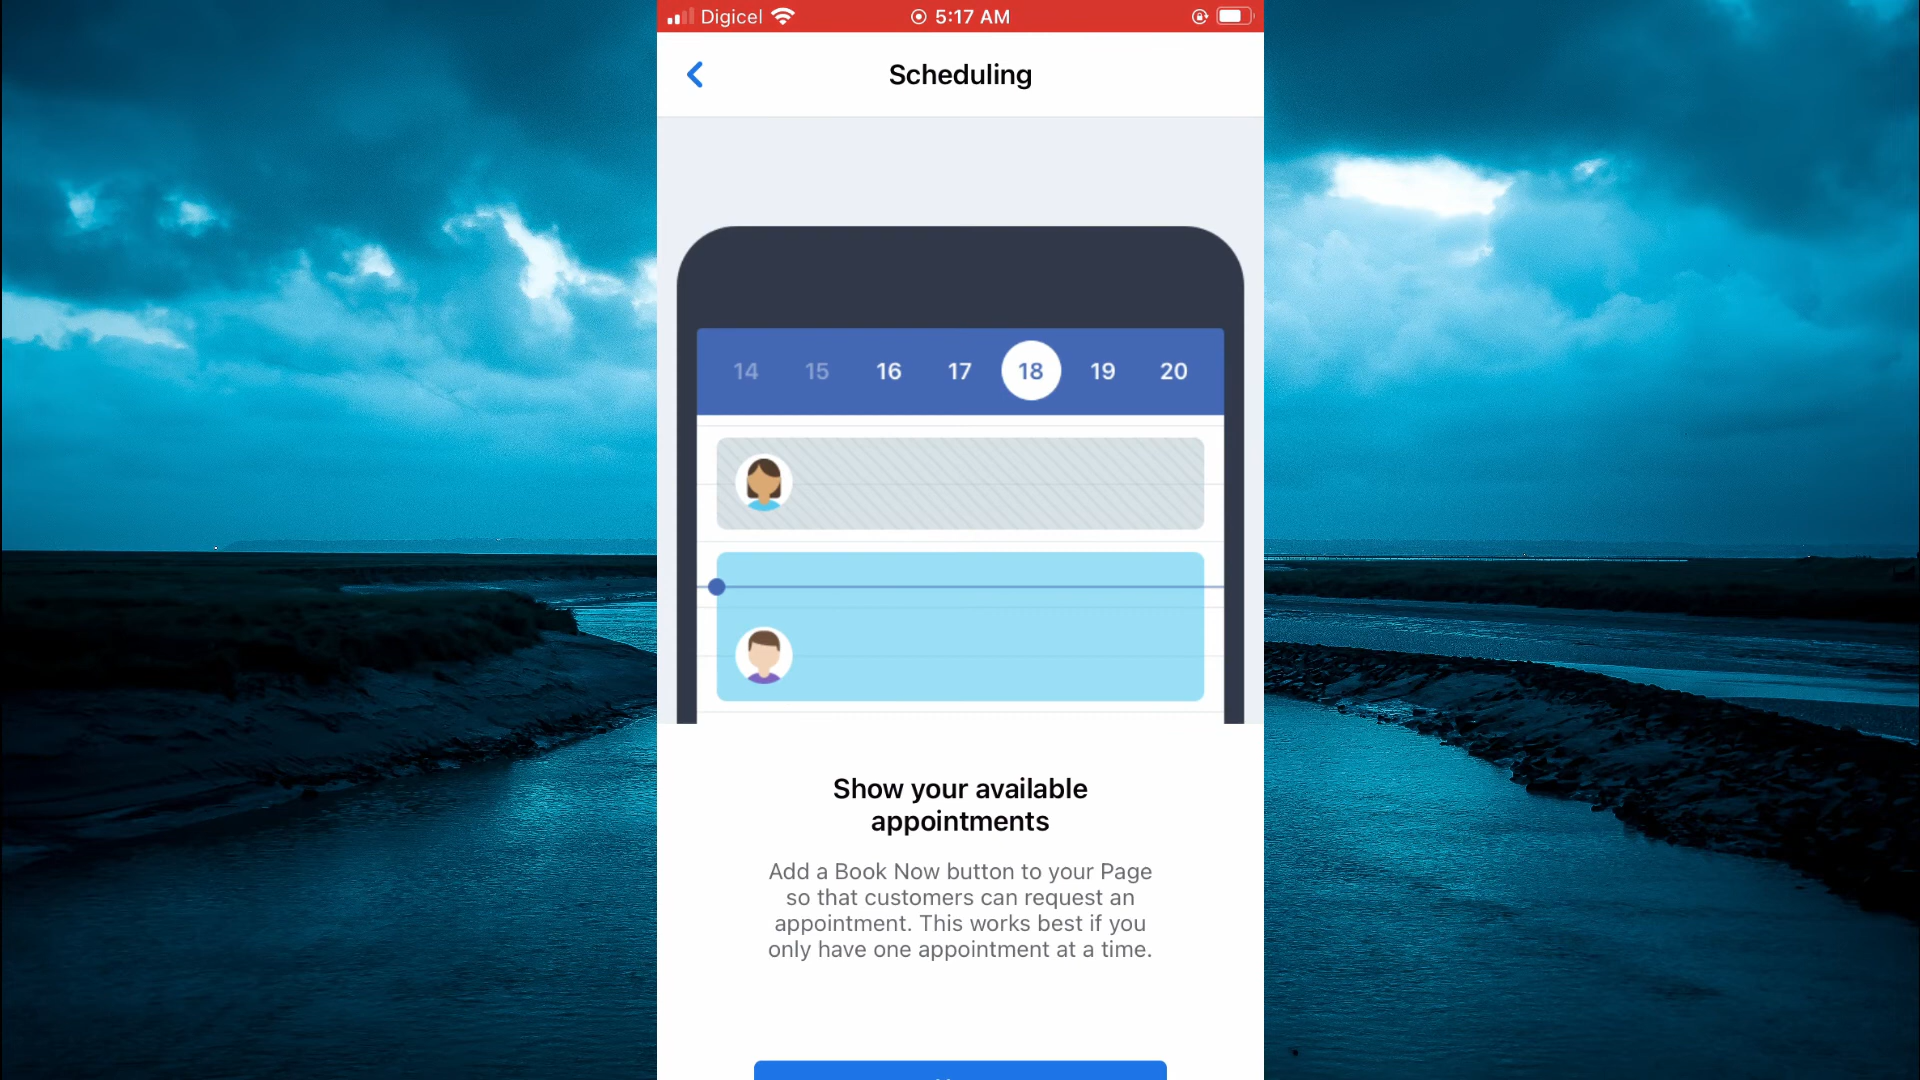 Digicel 5:17 AM
Scheduling
14 15 16 17 18 19 20
Show your available
appointments
Add a Book Now button to your Page
so that customers can request an
appointment. This works best if you
only have one appointment at a time.